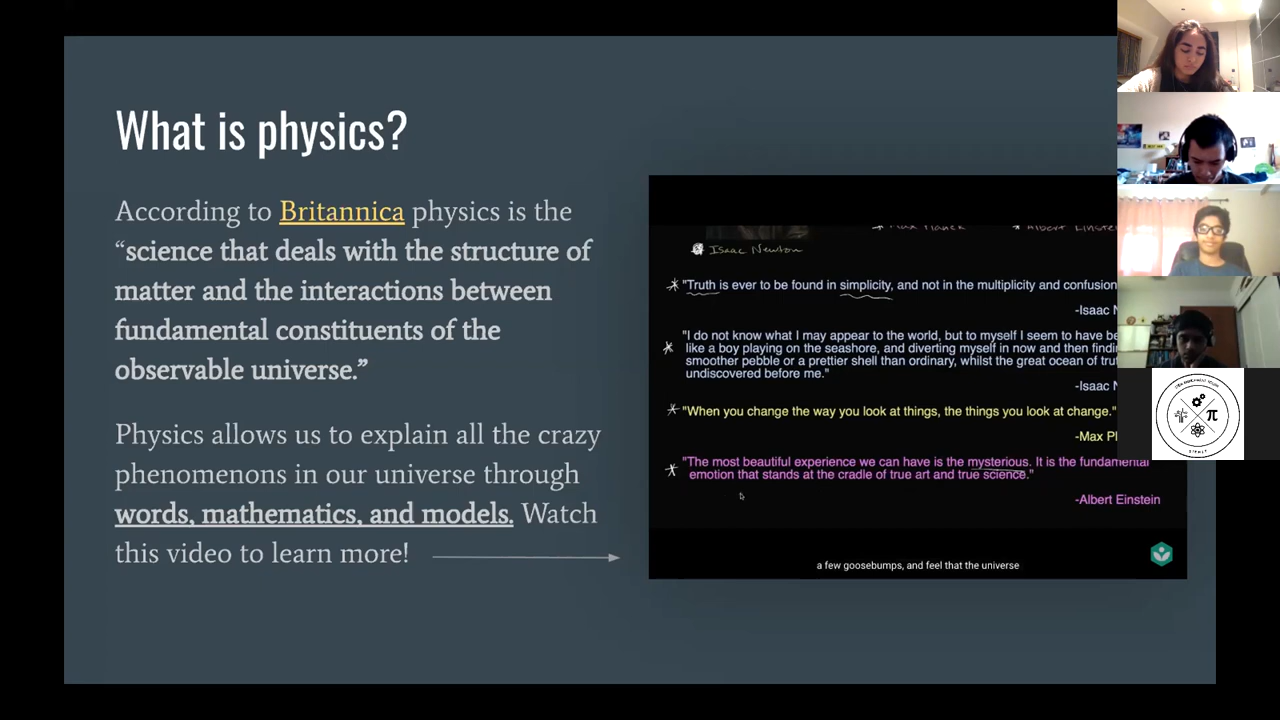 What is physics?
According to Britannica physics is the
“science that deals with the structure of
matter and the interactions between
fundamental constituents of the
observable universe.”
Physics allows us to explain all the crazy
phenomenons in our universe through
words, mathematics, and models. Watch
this video to learn more!
Isaac Newton
"Truth is ever to be found in simplicity, and not in the multiplicity and confusion
-Isaac N
"I do not know what I may appear to the world, but to myself I seem to have be
like a boy playing on the seashore, and diverting myself in now and then findin
smoother pebble or a prettier shell than ordinary, whilst the great ocean of trut
undiscovered before me."
-Isaac N
"When you change the way you look at things, the things you look at change."
-Max Pl
"The most beautiful experience we can have is the mysterious. It is the fundamental
emotion that stands at the cradle of true art and true science."
-Albert Einstein
a few goosebumps, and feel that the universe
π